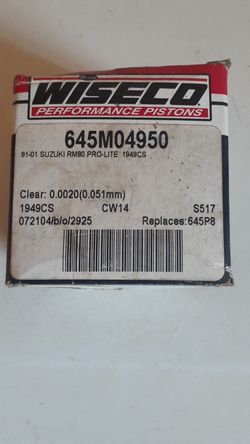 WISECO
PERFORMANCE PISTONS
645M04950
91-01 SUZUKI RM80 PRO-LITE 1949CS
Clear: 0.0020(0.051mm)
1949CS CW14 S517
072104/b/o/2925 Replaces:645P8